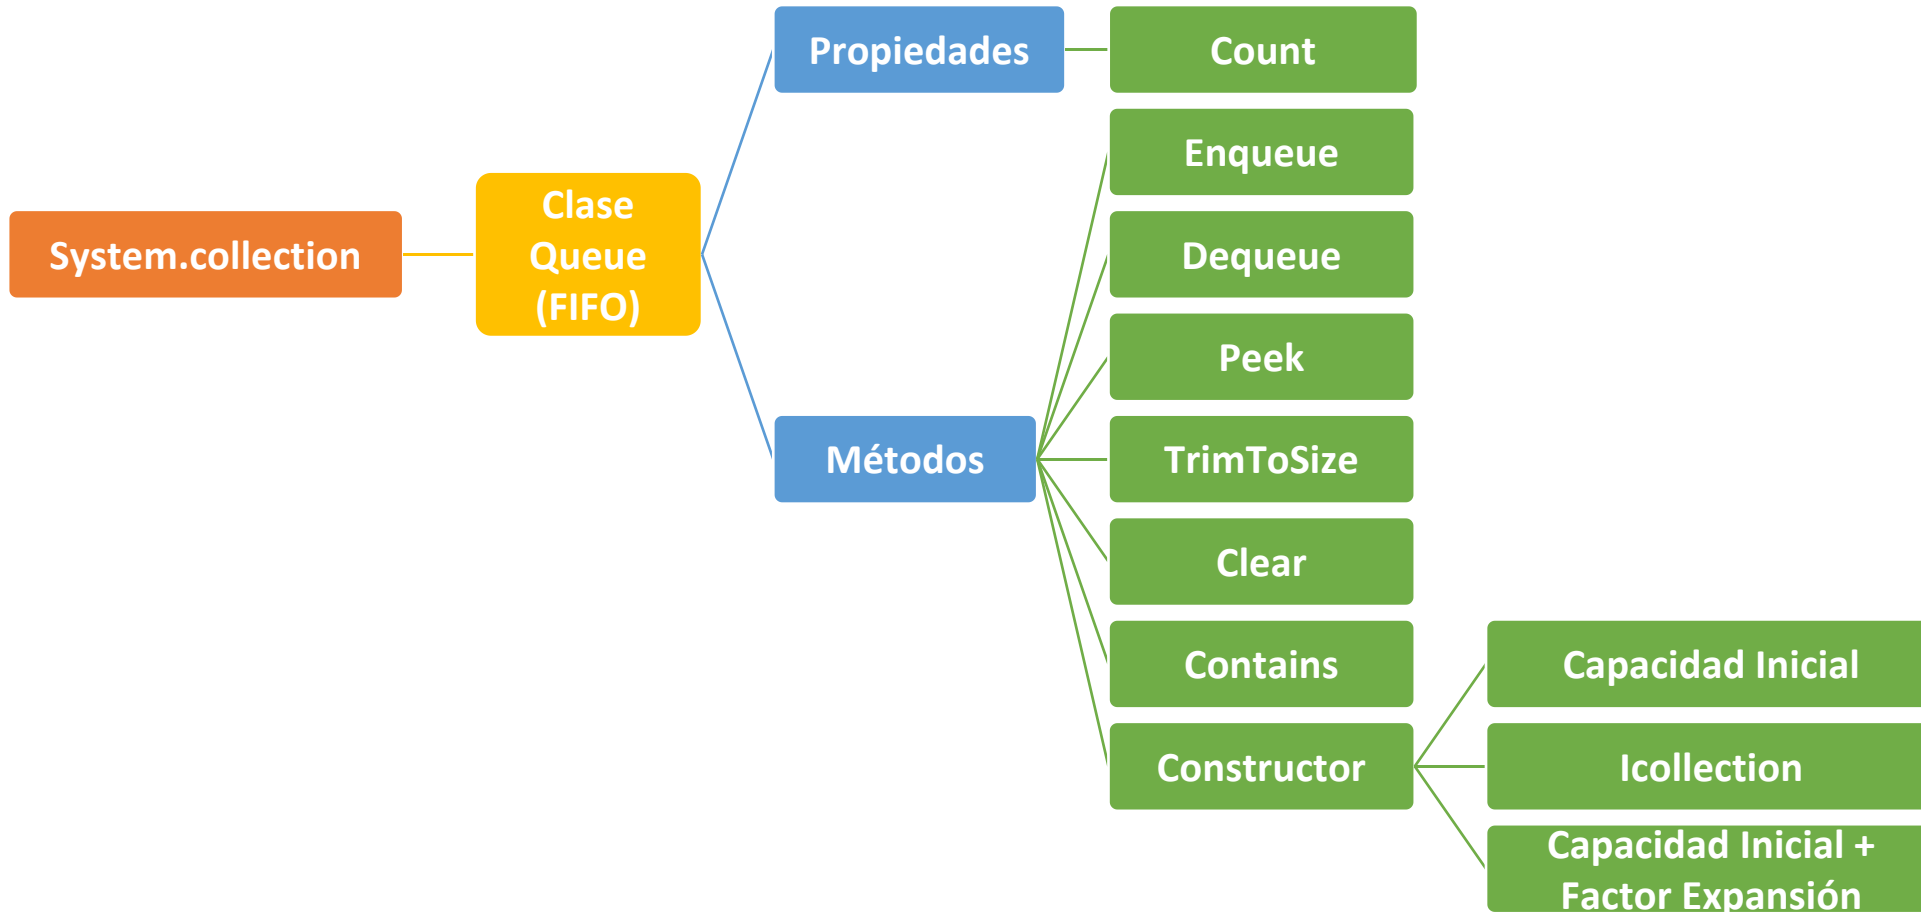 Propiedades
Count
Enqueue
Clase
Queue
(FIFO)
System.collection
Dequeue
Peek
Métodos
TrimToSize
Clear
Contains
Capacidad Inicial
Constructor
Icollection
Capacidad Inicial +
Factor Expansión